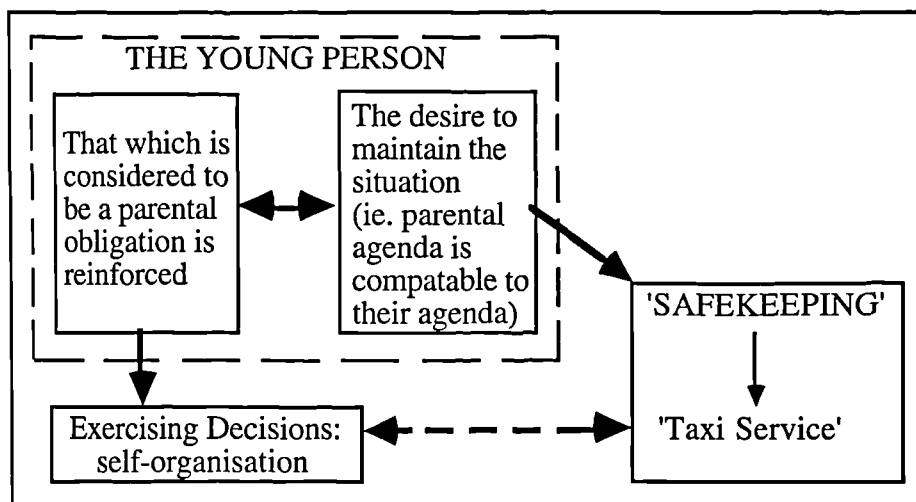 THE YOUNG PERSON
That which is
considered to
be a parental
obligation is
reinforced
The desire to
maintain the
situation
(ie. parental
agenda is
compatable to
their agenda)
'SAFEKEEPING'
'Taxi Service'
Exercising Decisions:
self-organisation